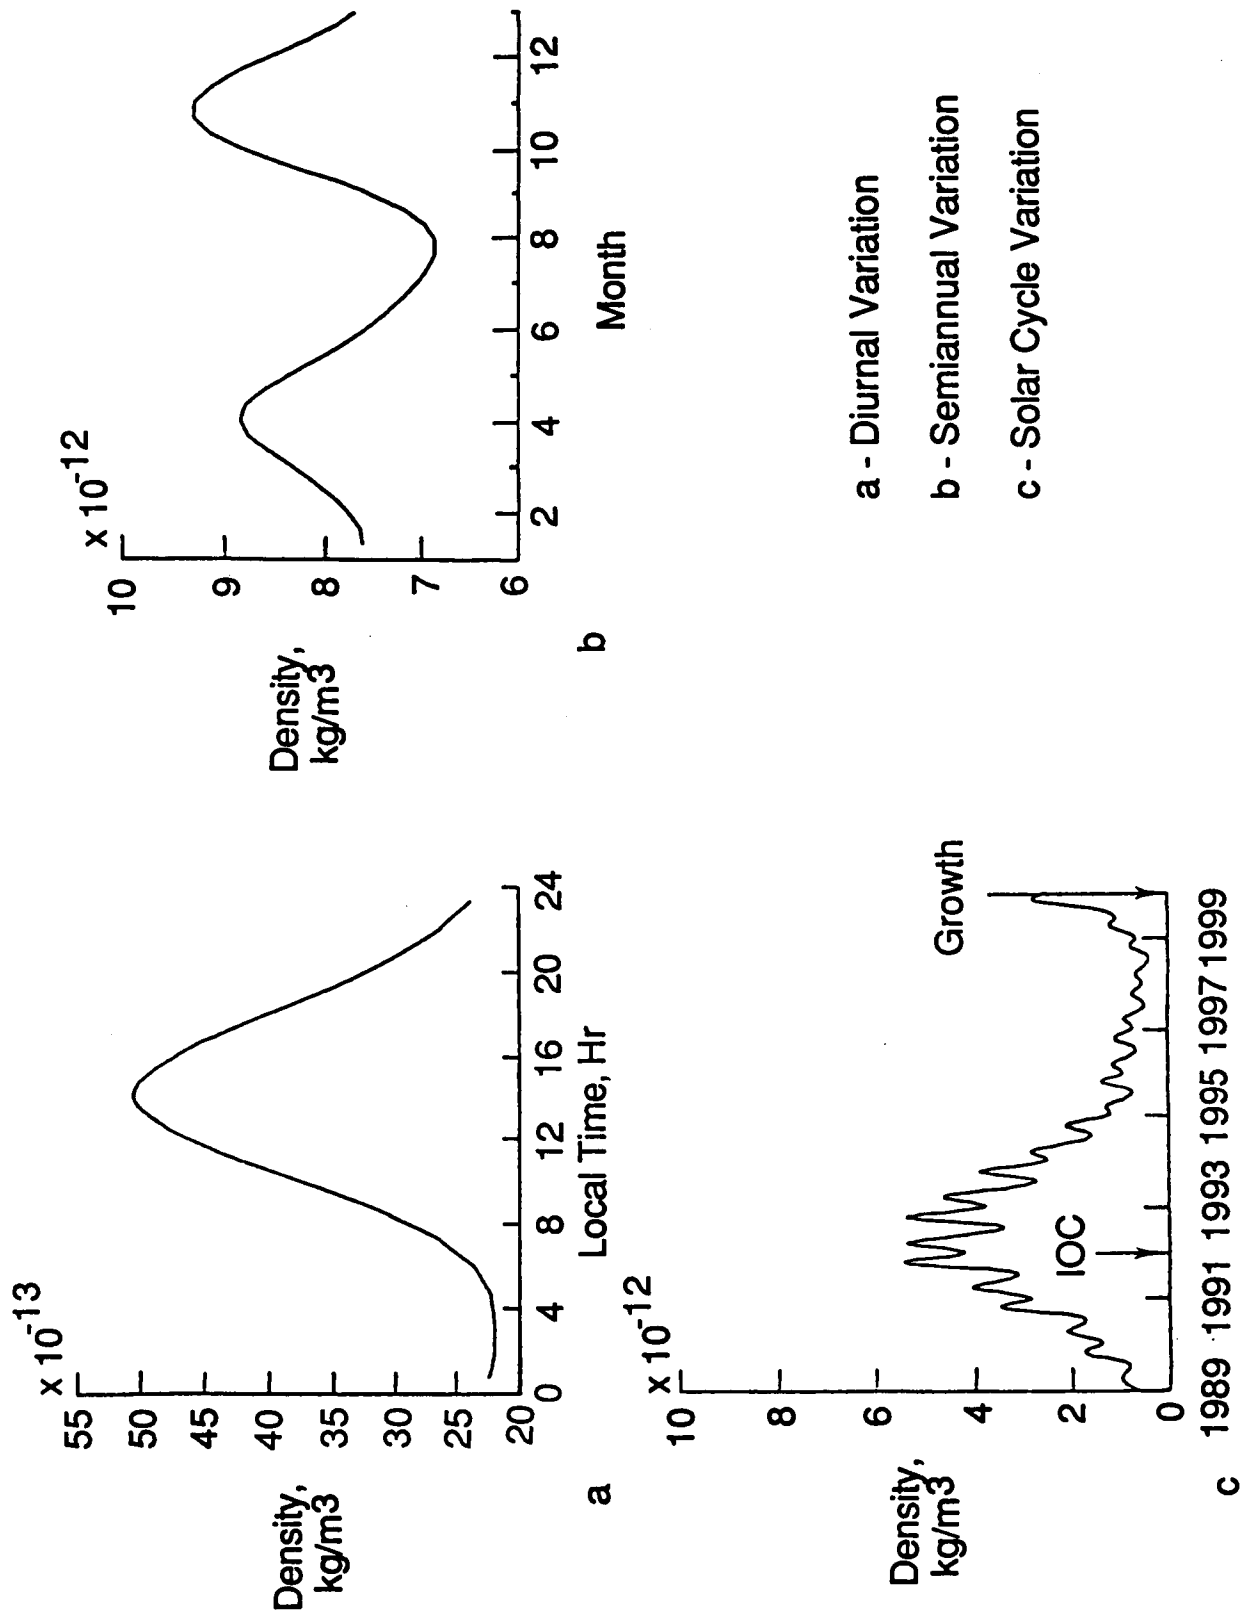 x 10-13
55
50
45
40
35
30
25
20
Density,
kg/m3
0 4 8 12 16 20 24
Local Time, Hr
a
x 10-12
10
9
8
7
6
Density,
kg/m3
2 4 6 8 10 12
Month
b
x 10-12
10
8
6
4
2
0
Density,
kg/m3
IOC
Growth
1989 1991 1993 1995 1997 1999
c
a - Diurnal Variation
b - Semiannual Variation
c - Solar Cycle Variation